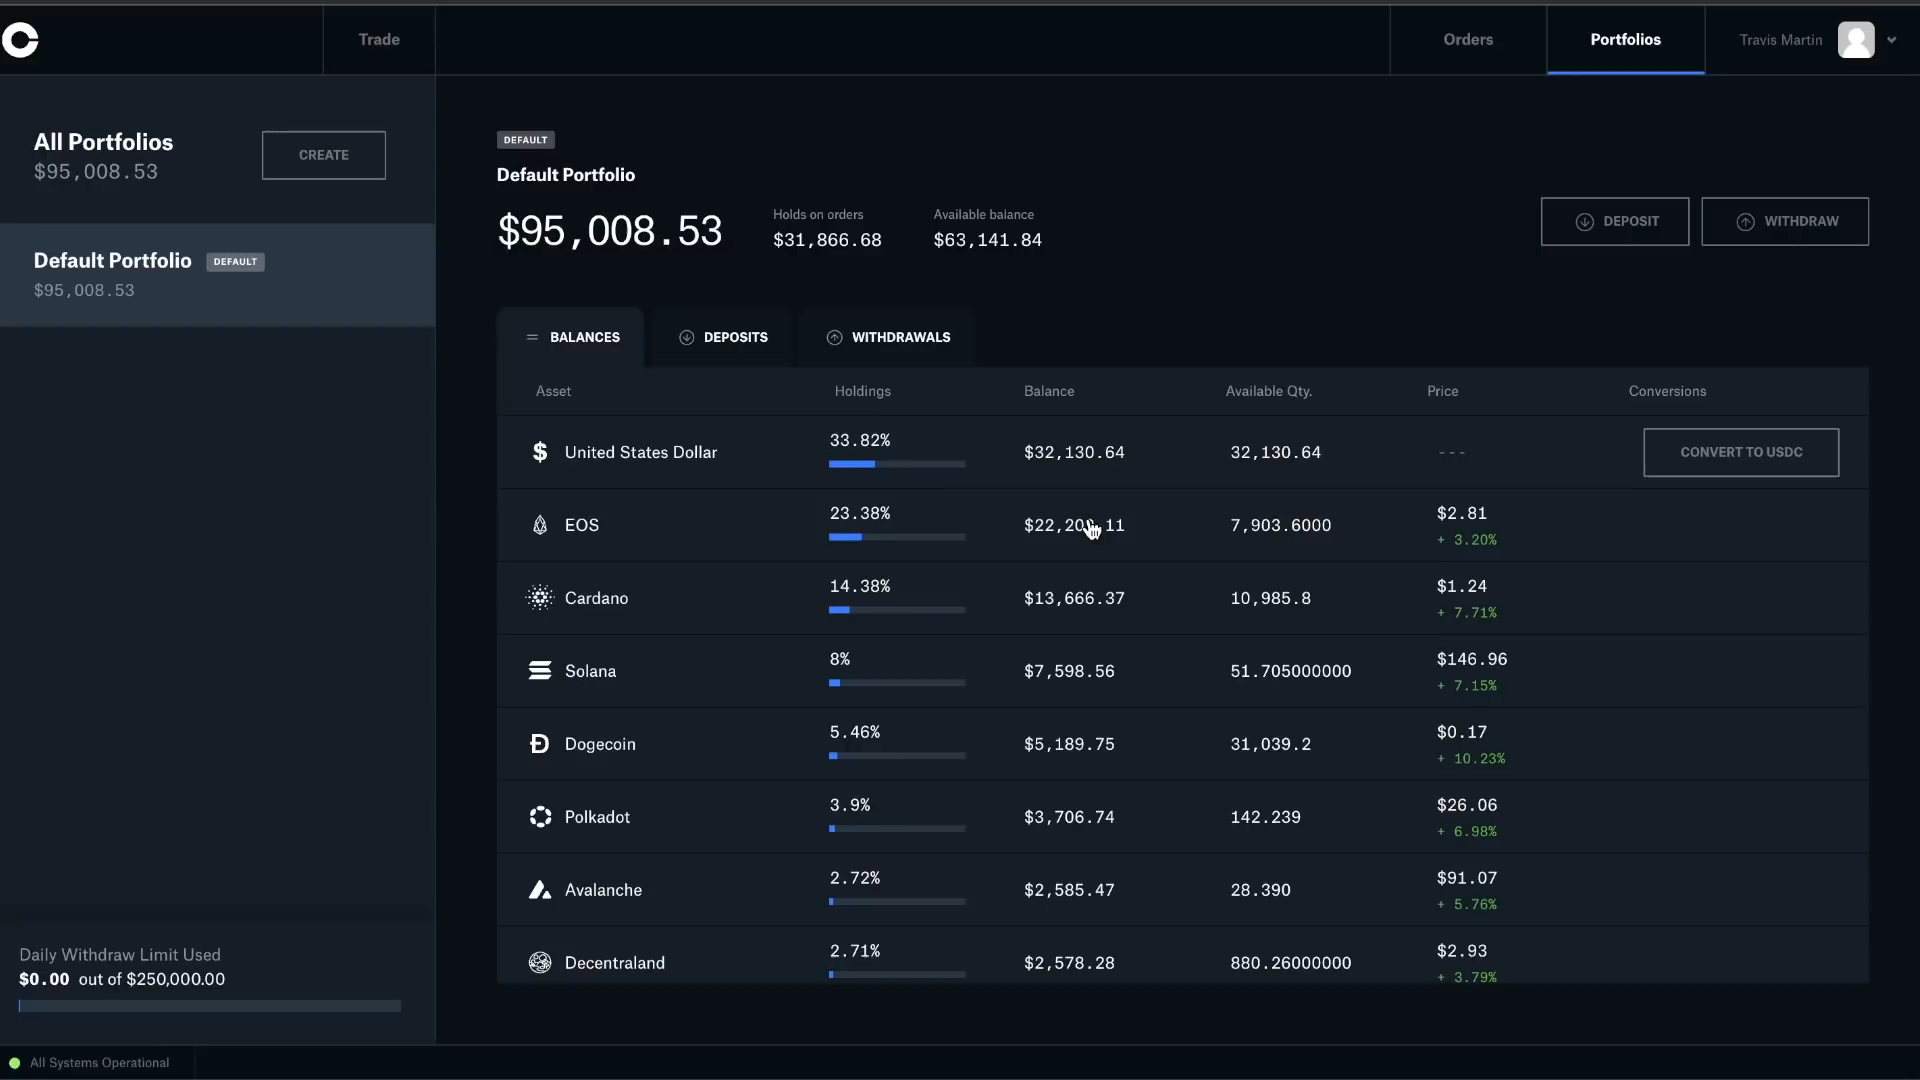 Trade
Orders
Portfolios
Travis Martin
All Portfolios
$95,008.53
CREATE
Default Portfolio DEFAULT
$95,008.53
DEFAULT
Default Portfolio
$95,008.53
Holds on orders
$31,866.68
Available balance
$63,141.84
DEPOSIT
WITHDRAW
BALANCES DEPOSITS WITHDRAWALS
Asset Holdings Balance Available Qty. Price Conversions
United States Dollar 33.82% $32,130.64 32,130.64 --- CONVERT TO USDC
EOS 23.38% 7,903.6000 $2.81
+ 3.20%
Cardano 14.38% $13,666.37 10,985.8 $1.24
+ 7.71%
Solana 8% $7,598.56 51.705000000 $146.96
+ 7.15%
Dogecoin 5.46% $5,189.75 31,039.2 $0.17
+ 10.23%
Polkadot 3.9% $3,706.74 142.239 $26.06
+ 6.98%
Avalanche 2.72% $2,585.47 28.390 $91.07
+ 5.76%
Decentraland 2.71% $2,578.28 880.26000000 $2.93
+ 3.79%
Daily Withdraw Limit Used
$0.00 out of $250,000.00
All Systems Operational